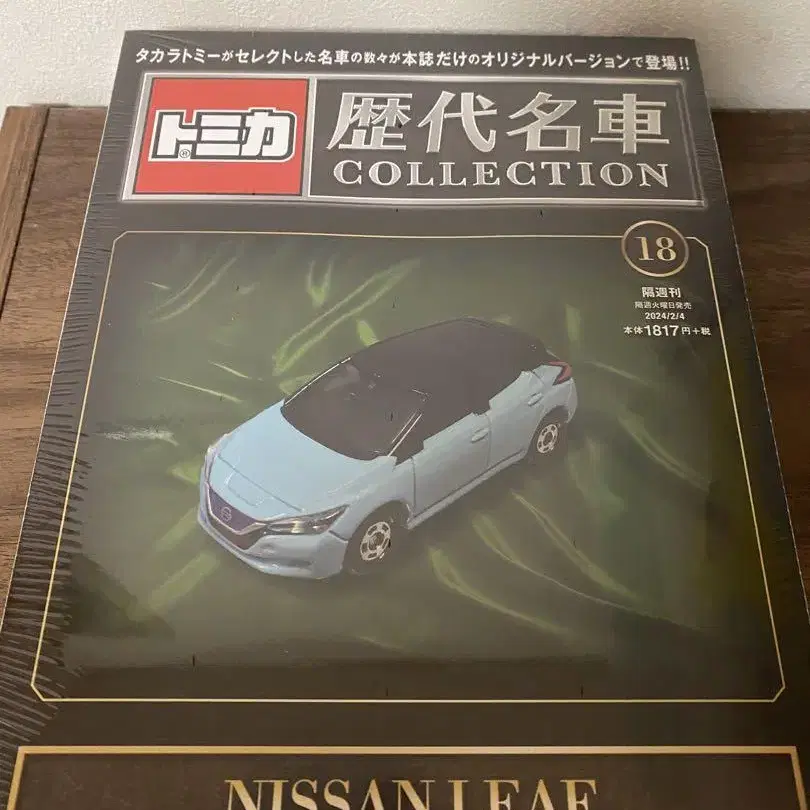 タカラトミーがセレクトした名車の数々が本誌だけのオリジナルバージョンで登場!!
トミカ®
歴代名車
COLLECTION
18
隔週刊
隔週火曜日発売
2024/2/4
本体1817円+税
NISSAN LEAF